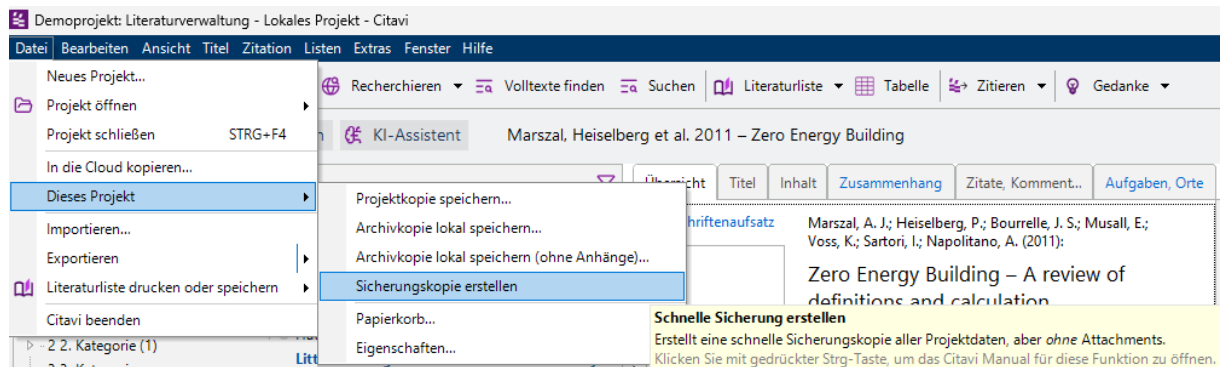 Demoprojekt: Literaturverwaltung - Lokales Projekt - Citavi
Datei Bearbeiten Ansicht Titel Zitation Listen Extras Fenster Hilfe
Recherchieren Volltexte finden Suchen Literaturliste Tabelle Zitieren Gedanke
KI-Assistent Marszal, Heiselberg et al. 2011 – Zero Energy Building
Neues Projekt...
Projekt öffnen
Projekt schließen STRG+F4
In die Cloud kopieren...
Dieses Projekt
Importieren...
Exportieren
Literaturliste drucken oder speichern
Citavi beenden
2 2. Kategorie (1)
Projektkopie speichern...
Archivkopie lokal speichern...
Archivkopie lokal speichern (ohne Anhänge)...
Sicherungskopie erstellen
Papierkorb...
Eigenschaften...
Titel Inhalt Zusammenhang Zitate, Komment... Aufgaben, Orte
Marszal, A. J.; Heiselberg, P.; Bourrelle, J. S.; Musall, E.;
Voss, K.; Sartori, I.; Napolitano, A. (2011):
Zero Energy Building – A review of
definitions and calculation
Schnelle Sicherung erstellen
Erstellt eine schnelle Sicherungskopie aller Projektdaten, aber ohne Attachments.
Klicken Sie mit gedrückter Strg-Taste, um das Citavi Manual für diese Funktion zu öffnen.